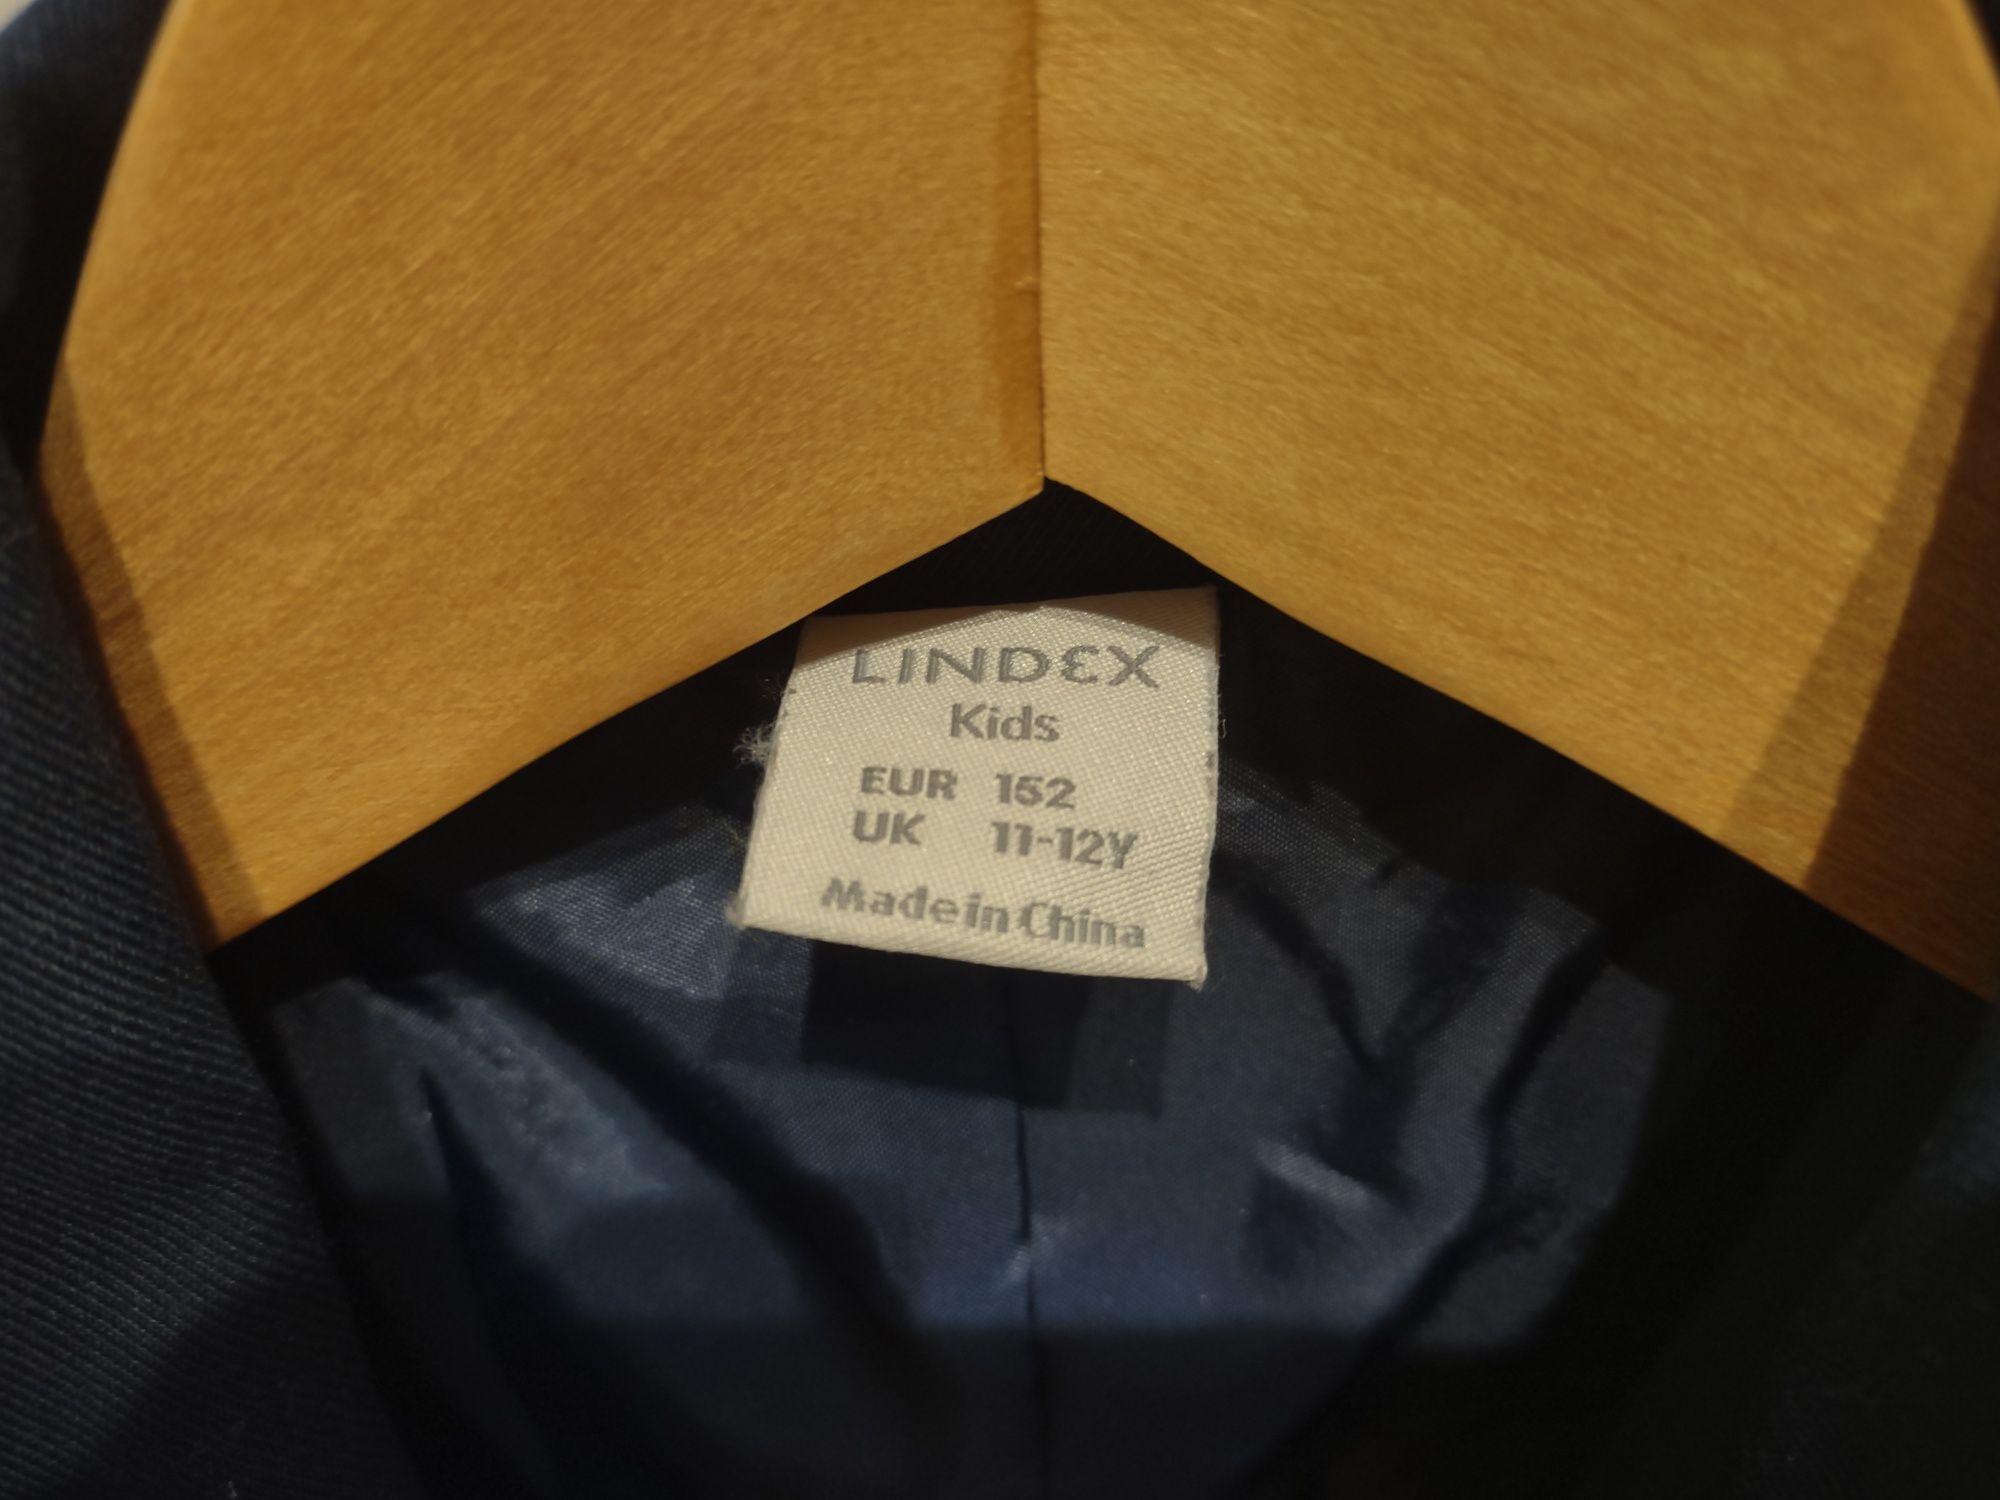 LINDEX
Kids
EUR 152
UK 11-12Y
Made in China